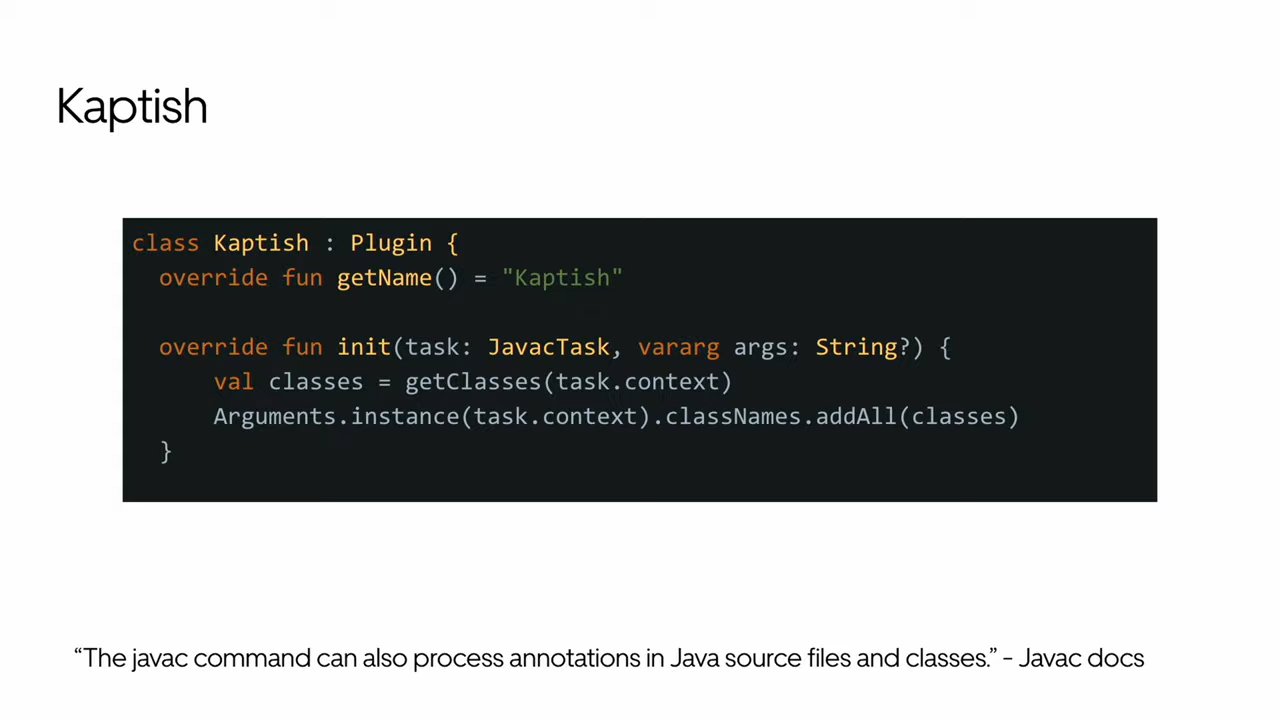 Kaptish
class Kaptish : Plugin {
override fun getName() = "Kaptish"
override fun init(task: JavacTask, vararg args: String?) {
val classes = getClasses(task.context)
Arguments.instance(task.context).classNames.addAll(classes)
}
“The javac command can also process annotations in Java source files and classes.” - Javac docs